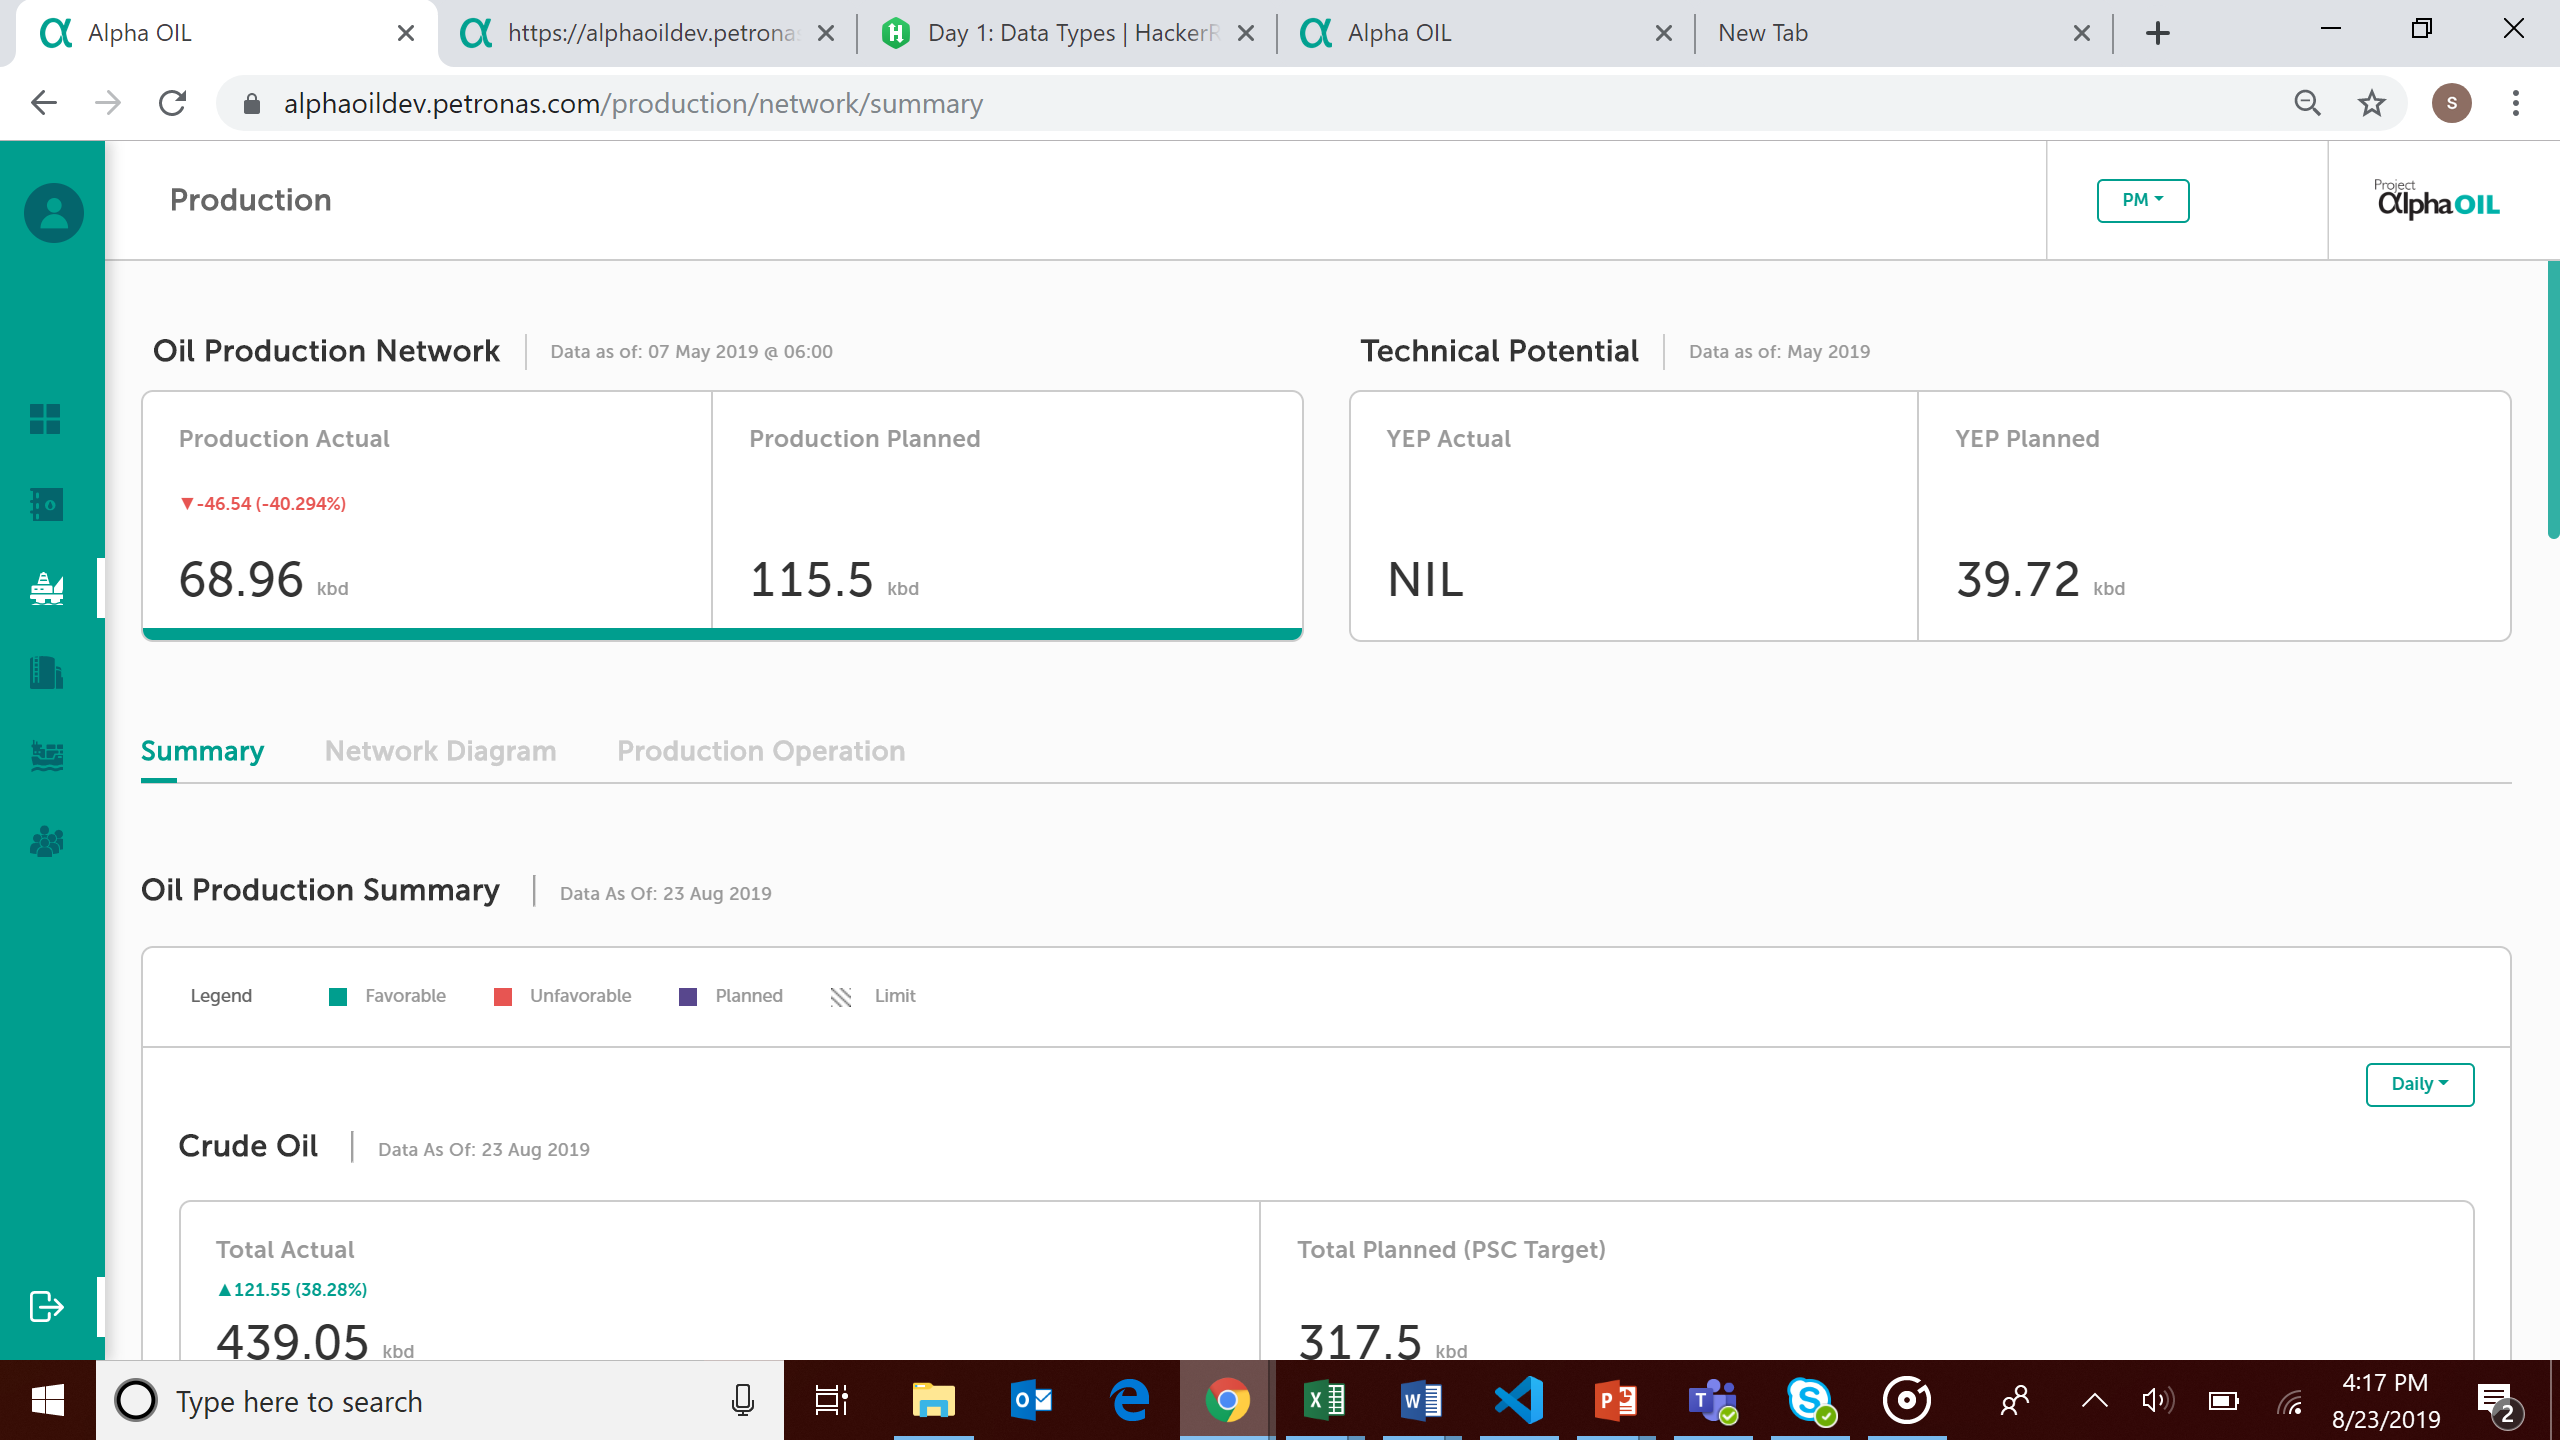 Alpha OIL
https://alphaoildev.petronas
Day 1: Data Types | HackerR
Alpha OIL
New Tab
alphaoildev.petronas.com/production/network/summary
S
Production
PM
Project
αlphaOIL
Oil Production Network
Data as of: 07 May 2019 @ 06:00
Technical Potential
Data as of: May 2019
Production Actual
Production Planned
YEP Actual
YEP Planned
▼-46.54 (-40.294%)
68.96 kbd
115.5 kbd
NIL
39.72 kbd
Summary
Network Diagram
Production Operation
Oil Production Summary
Data As Of: 23 Aug 2019
Legend
Favorable
Unfavorable
Planned
Limit
Daily
Crude Oil
Data As Of: 23 Aug 2019
Total Actual
Total Planned (PSC Target)
▲121.55 (38.28%)
439.05 kbd
317.5 kbd
Type here to search
4:17 PM
8/23/2019
2